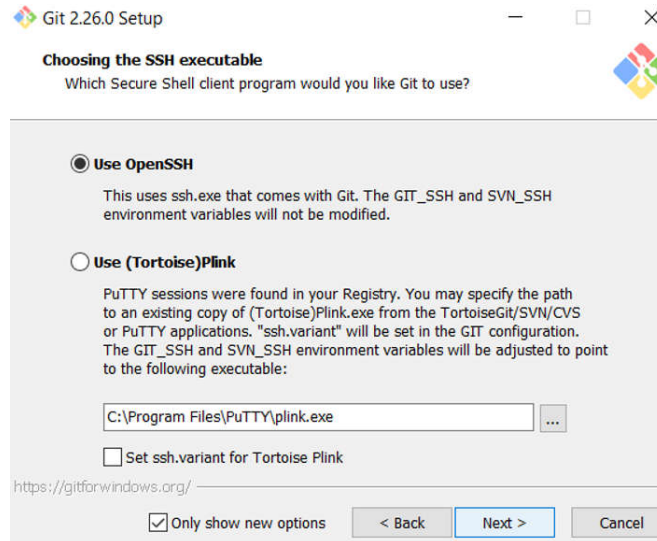 Git 2.26.0 Setup
Choosing the SSH executable
Which Secure Shell client program would you like Git to use?
Use OpenSSH
This uses ssh.exe that comes with Git. The GIT_SSH and SVN_SSH
environment variables will not be modified.
Use (Tortoise)Plink
PuTTY sessions were found in your Registry. You may specify the path
to an existing copy of (Tortoise)Plink.exe from the TortoiseGit/SVN/CVS
or PuTTY applications. "ssh.variant" will be set in the GIT configuration.
The GIT_SSH and SVN_SSH environment variables will be adjusted to point
to the following executable:
C:\Program Files\PuTTY\plink.exe
...
Set ssh.variant for Tortoise Plink
https://gitforwindows.org/
Only show new options
< Back
Next >
Cancel